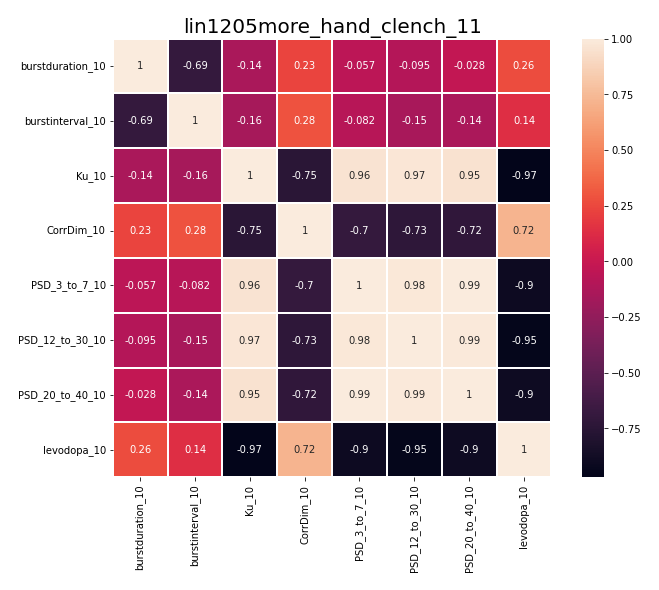 lin1205more_hand_clench_11
burstduration_10 1 -0.69 -0.14 0.23 -0.057 -0.095 -0.028 0.26
burstinterval_10 -0.69 1 -0.16 0.28 -0.082 -0.15 -0.14 0.14
Ku_10 -0.14 -0.16 1 -0.75 0.96 0.97 0.95 -0.97
CorrDim_10 0.23 0.28 -0.75 1 -0.7 -0.73 -0.72 0.72
PSD_3_to_7_10 -0.057 -0.082 0.96 -0.7 1 0.98 0.99 -0.9
PSD_12_to_30_10 -0.095 -0.15 0.97 -0.73 0.98 1 0.99 -0.95
PSD_20_to_40_10 -0.028 -0.14 0.95 -0.72 0.99 0.99 1 -0.9
levodopa_10 0.26 0.14 -0.97 0.72 -0.9 -0.95 -0.9 1
burstduration_10
burstinterval_10
Ku_10
CorrDim_10
PSD_3_to_7_10
PSD_12_to_30_10
PSD_20_to_40_10
levodopa_10
1.00
0.75
0.50
0.25
0.00
−0.25
−0.50
−0.75